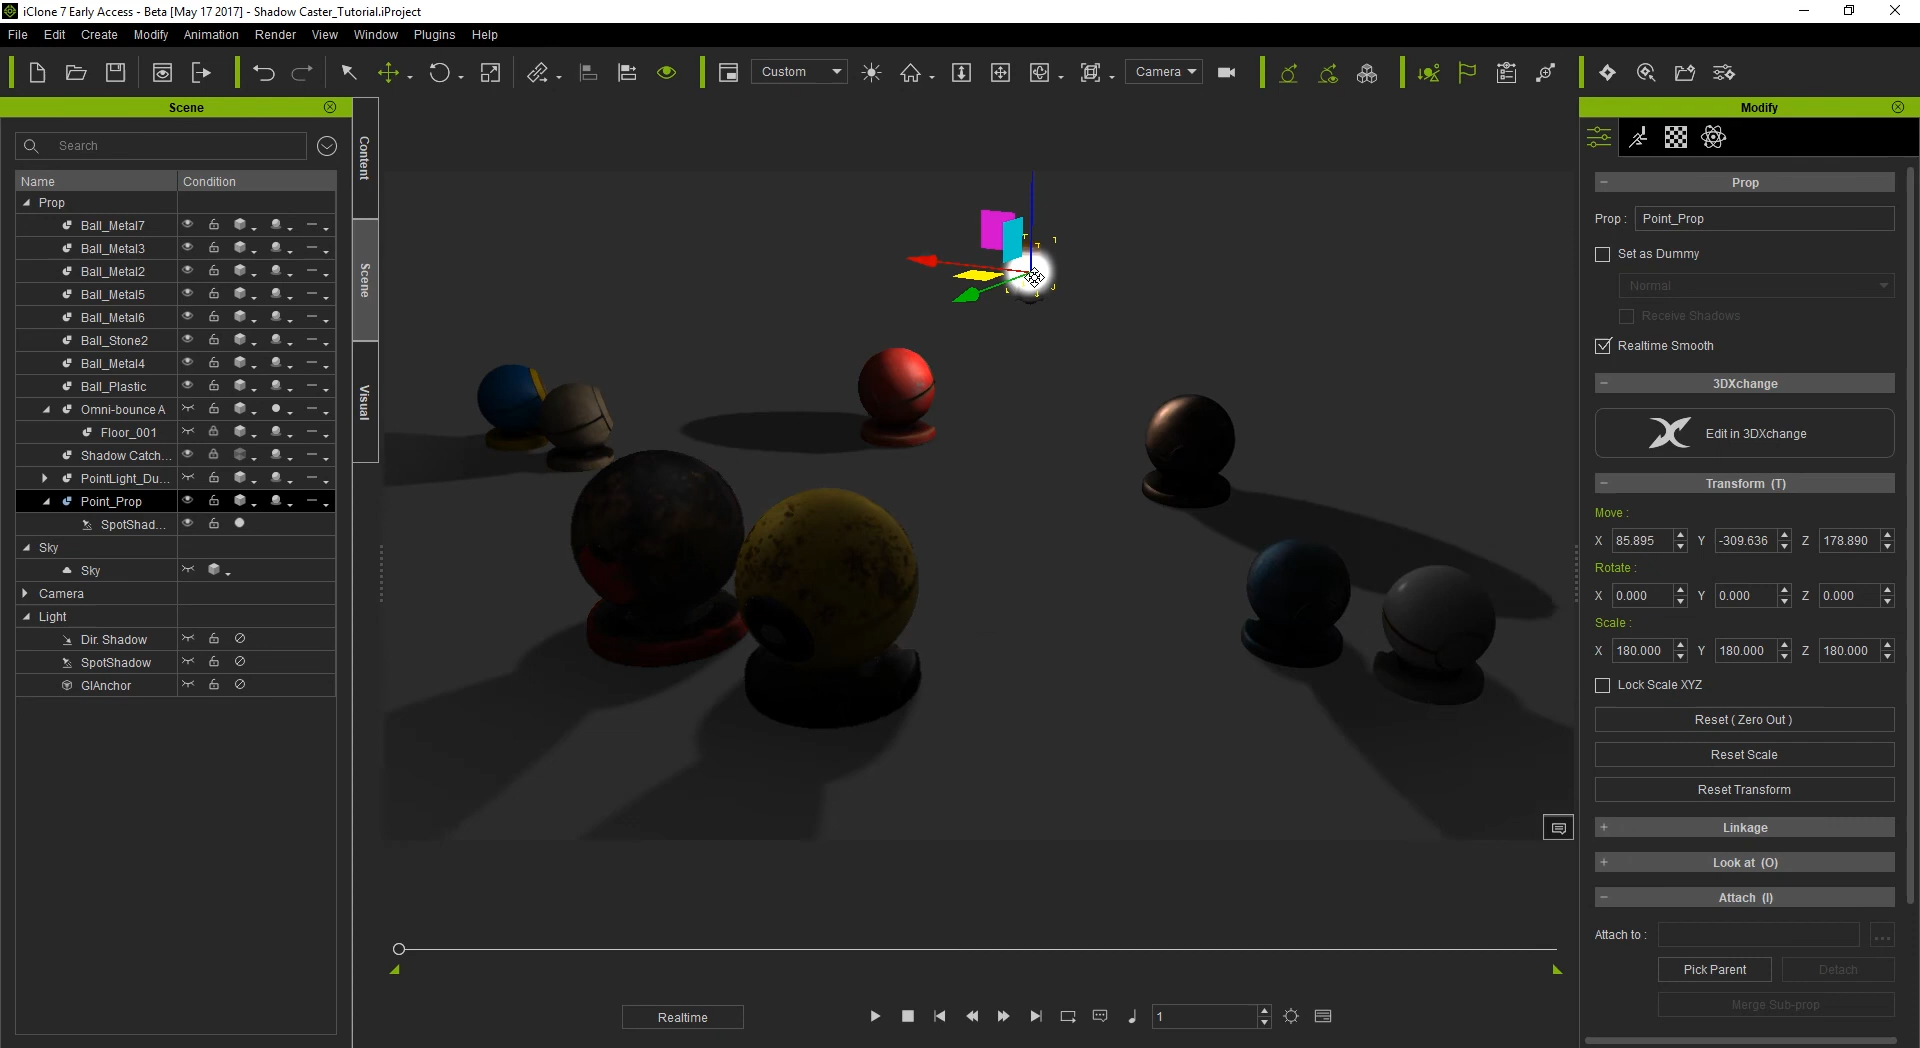 iClone 7 Early Access - Beta [May 17 2017] - Shadow Caster_Tutorial.iProject
File Edit Create Modify Animation Render View Window Plugins Help
Custom
Camera
Scene
Search
Name Condition
Prop
Ball_Metal7
Ball_Metal3
Ball_Metal2
Ball_Metal5
Ball_Metal6
Ball_Stone2
Ball_Metal4
Ball_Plastic
Omni-bounce A
Floor_001
Shadow Catch...
PointLight_Du...
Point_Prop
SpotShad...
Sky
Sky
Camera
Light
Dir. Shadow
SpotShadow
GIAnchor
Content
Scene
Visual
Realtime
1
Modify
Prop
Prop : Point_Prop
Set as Dummy
Normal
Receive Shadows
Realtime Smooth
3DXchange
Edit in 3DXchange
Transform (T)
Move :
X 85.895 Y -309.636 Z 178.890
Rotate :
X 0.000 Y 0.000 Z 0.000
Scale :
X 180.000 Y 180.000 Z 180.000
Lock Scale XYZ
Reset ( Zero Out )
Reset Scale
Reset Transform
Linkage
Look at (O)
Attach (I)
Attach to : ...
Pick Parent Detach
Merge Sub-prop